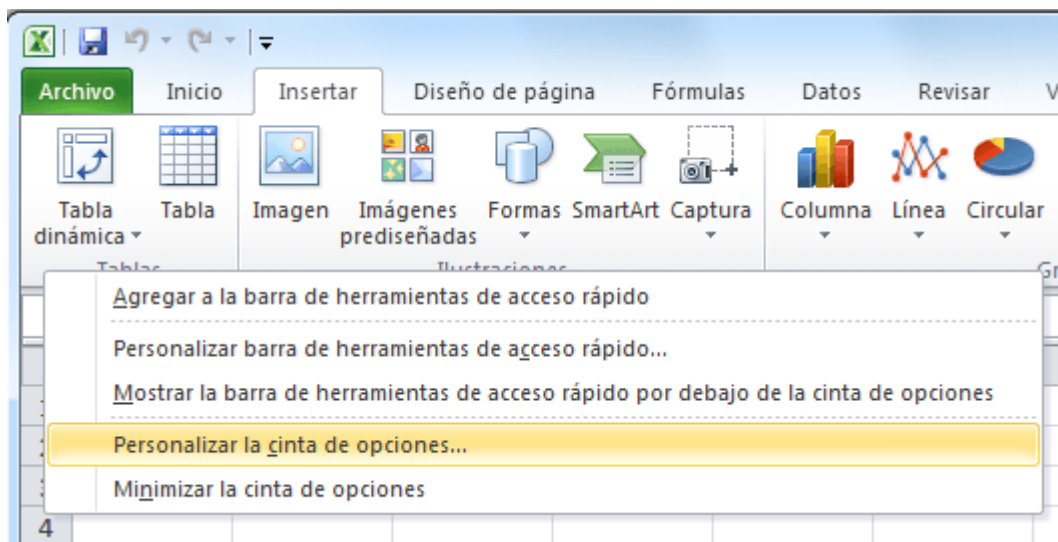 Archivo Inicio Insertar Diseño de página Fórmulas Datos Revisar V
Tabla dinámica
Tabla
Imagen
Imágenes prediseñadas
Formas
SmartArt
Captura
Columna
Línea
Circular
Tablas
Ilustraciones
Gr
Agregar a la barra de herramientas de acceso rápido
Personalizar barra de herramientas de acceso rápido...
Mostrar la barra de herramientas de acceso rápido por debajo de la cinta de opciones
Personalizar la cinta de opciones...
Minimizar la cinta de opciones
4